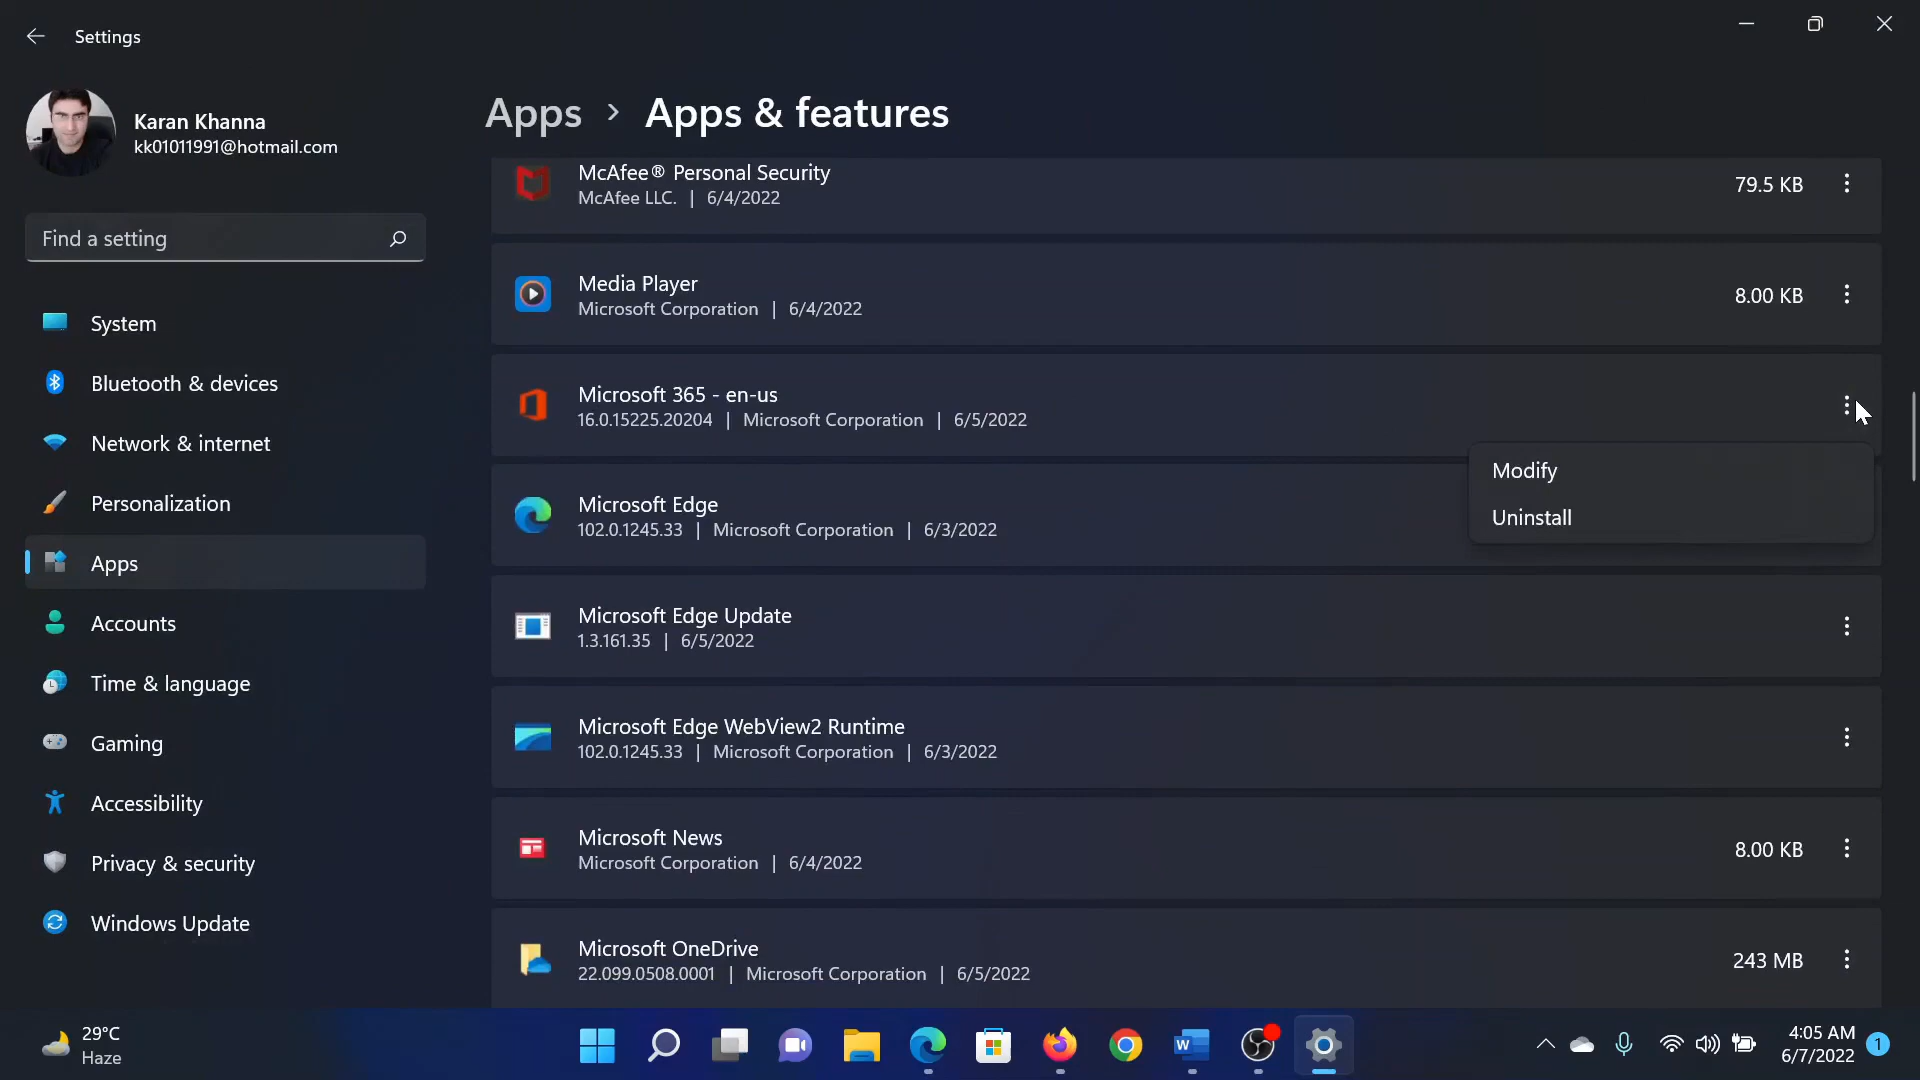 Settings
Karan Khanna
kk01011991@hotmail.com
Find a setting
System
Bluetooth & devices
Network & internet
Personalization
Apps
Accounts
Time & language
Gaming
Accessibility
Privacy & security
Windows Update
Apps > Apps & features
McAfee® Personal Security
McAfee LLC. | 6/4/2022
79.5 KB
Media Player
Microsoft Corporation | 6/4/2022
8.00 KB
Microsoft 365 - en-us
16.0.15225.20204 | Microsoft Corporation | 6/5/2022
Modify
Uninstall
Microsoft Edge
102.0.1245.33 | Microsoft Corporation | 6/3/2022
Microsoft Edge Update
1.3.161.35 | 6/5/2022
Microsoft Edge WebView2 Runtime
102.0.1245.33 | Microsoft Corporation | 6/3/2022
Microsoft News
Microsoft Corporation | 6/4/2022
8.00 KB
Microsoft OneDrive
22.099.0508.0001 | Microsoft Corporation | 6/5/2022
243 MB
29°C
Haze
W
4:05 AM
6/7/2022
1